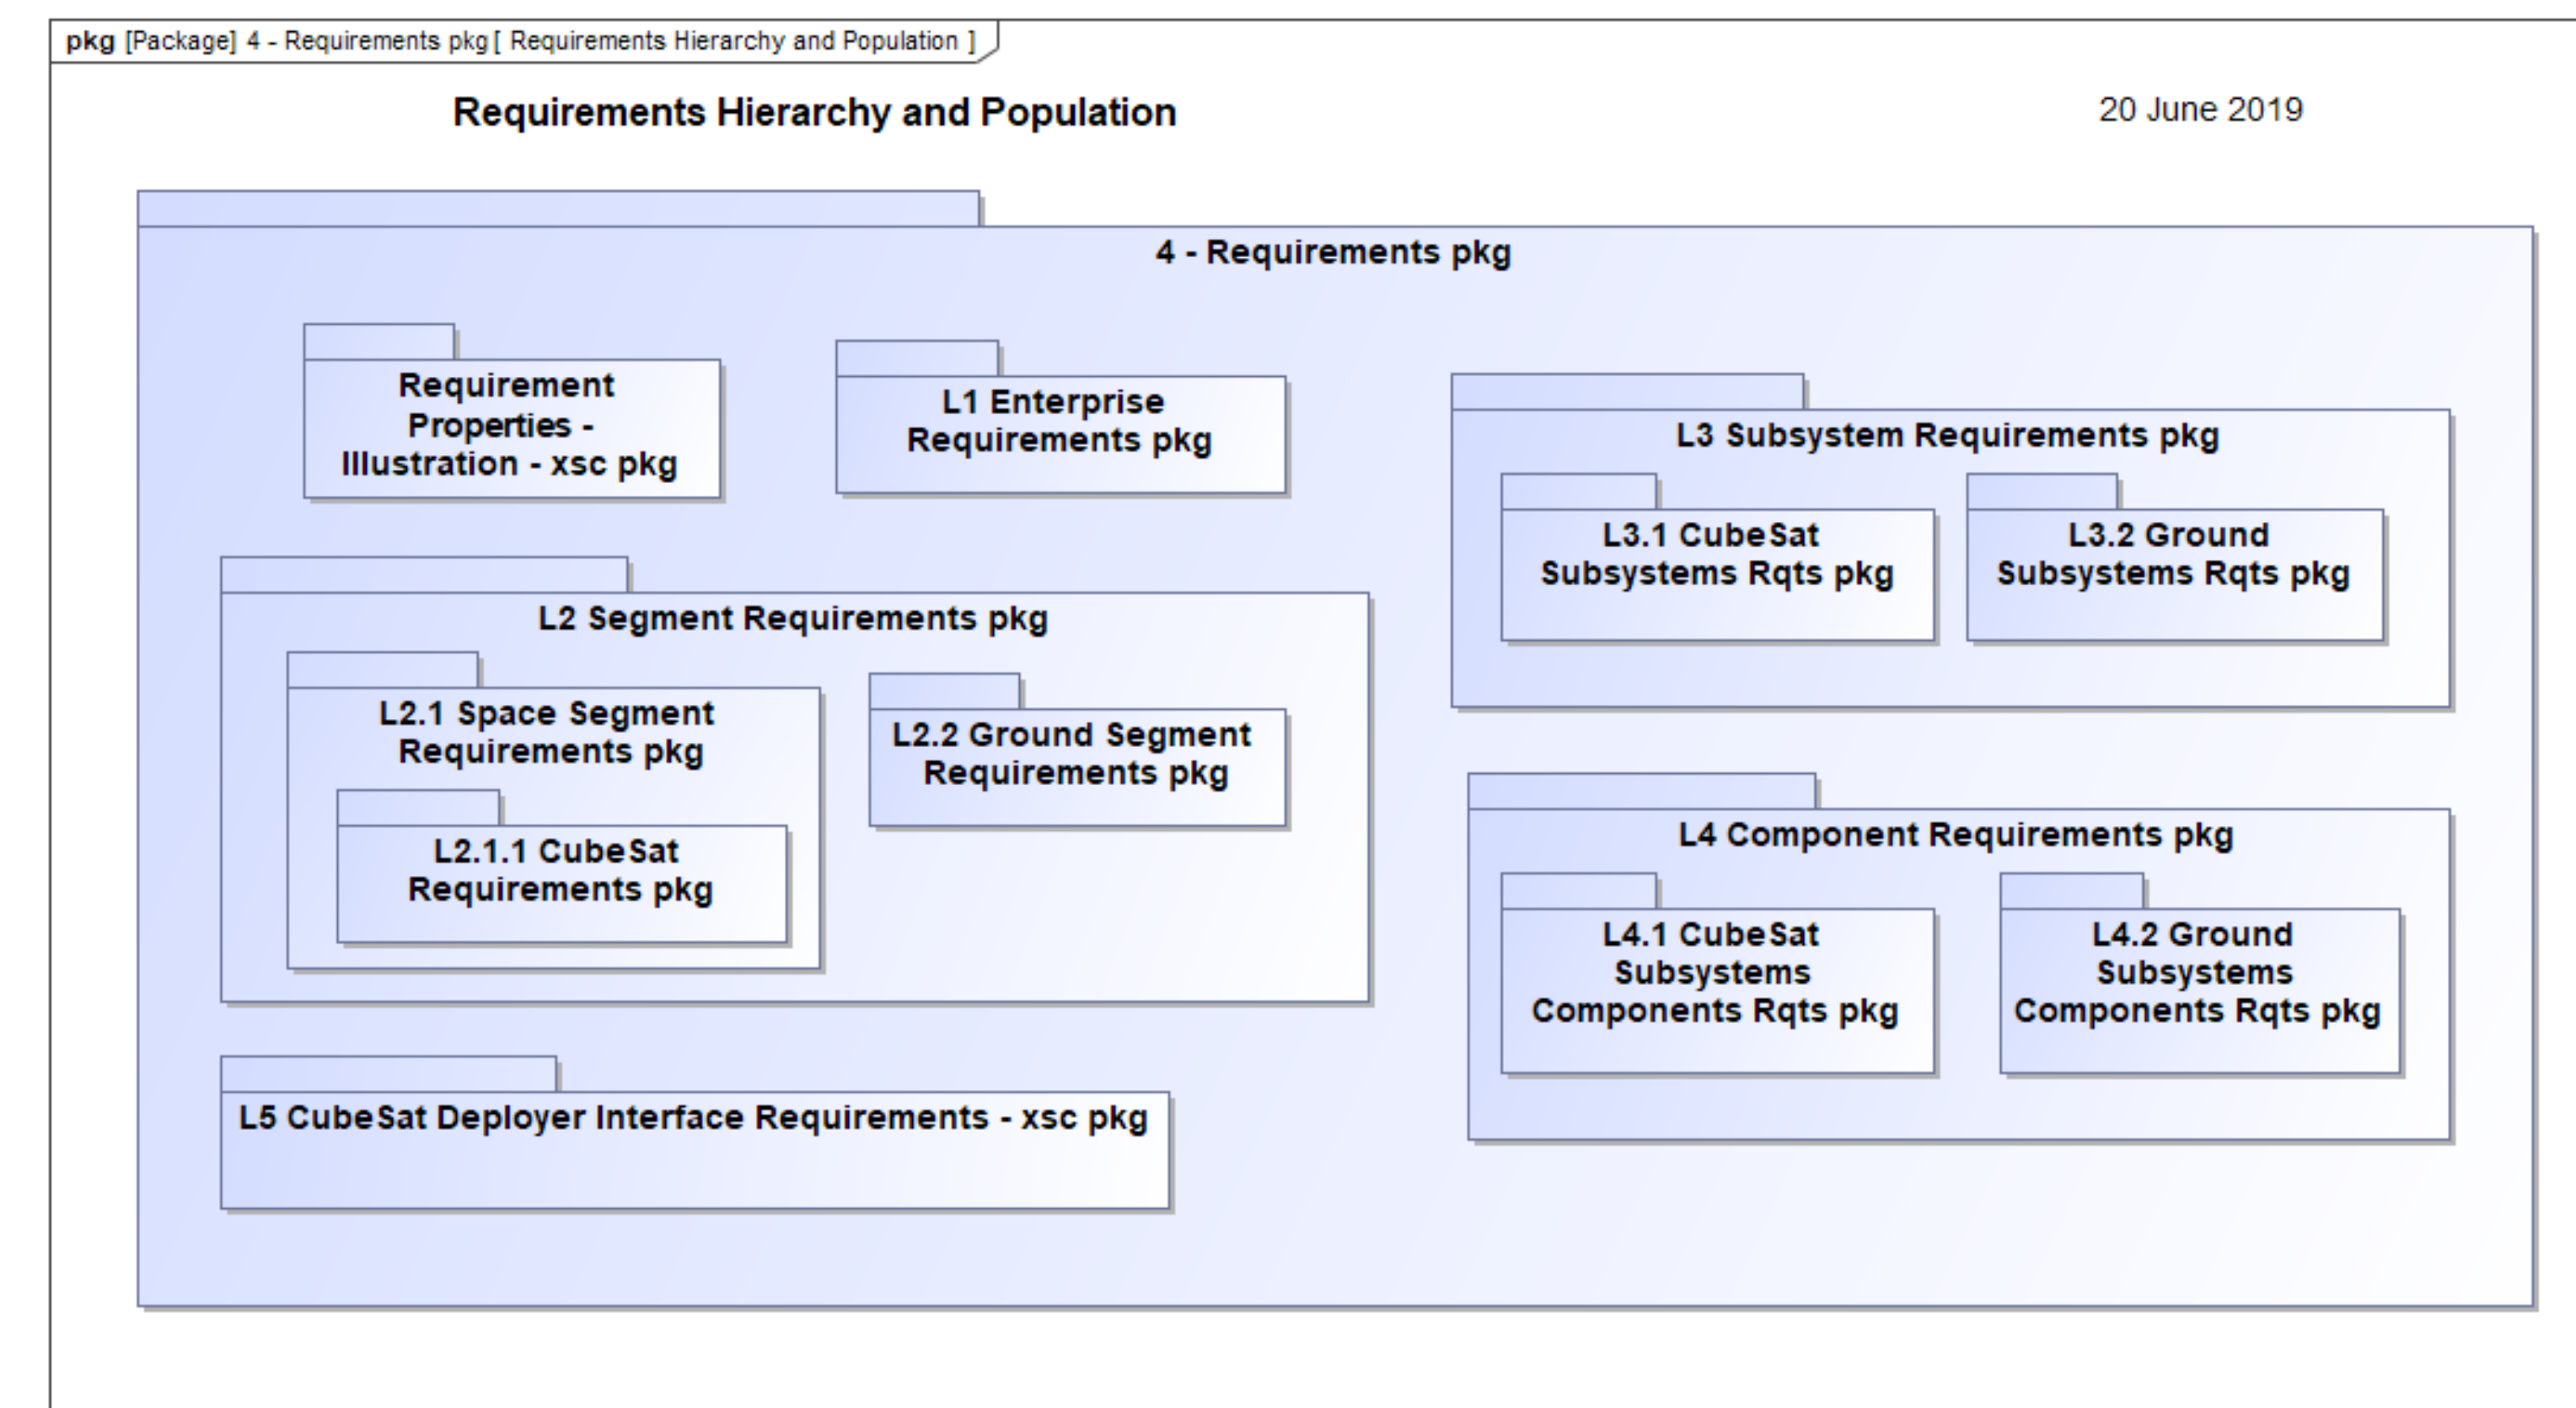 pkg [Package] 4 - Requirements pkg [ Requirements Hierarchy and Population ]
Requirements Hierarchy and Population
20 June 2019
4 - Requirements pkg
Requirement
Properties -
Illustration - xsc pkg
L1 Enterprise
Requirements pkg
L3 Subsystem Requirements pkg
L3.1 CubeSat
Subsystems Rqts pkg
L3.2 Ground
Subsystems Rqts pkg
L2 Segment Requirements pkg
L2.1 Space Segment
Requirements pkg
L2.1.1 CubeSat
Requirements pkg
L2.2 Ground Segment
Requirements pkg
L4 Component Requirements pkg
L4.1 CubeSat
Subsystems
Components Rqts pkg
L4.2 Ground
Subsystems
Components Rqts pkg
L5 CubeSat Deployer Interface Requirements - xsc pkg